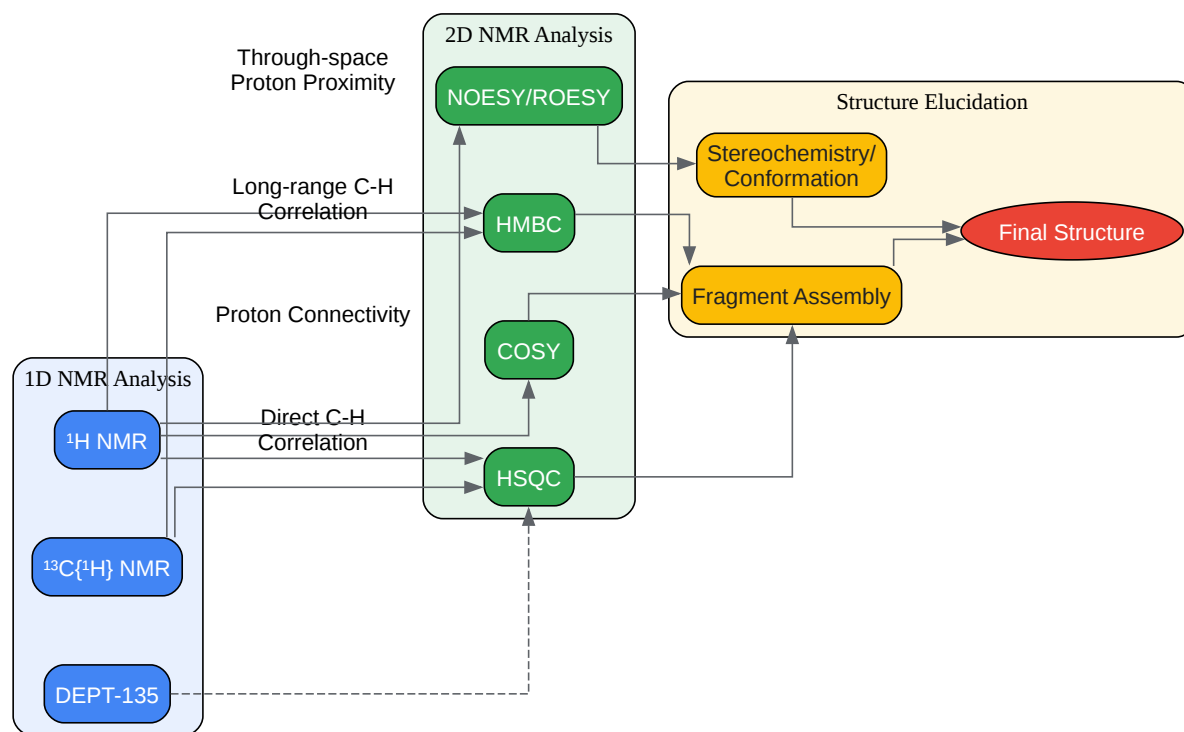 2D NMR Analysis
Through-space
Proton Proximity
NOESY/ROESY
Structure Elucidation
Stereochemistry/
Conformation
Long-range C-H
Correlation
HMBC
Final Structure
Fragment Assembly
Proton Connectivity
COSY
1D NMR Analysis
¹H NMR
Direct C-H
Correlation
HSQC
¹³C{¹H} NMR
DEPT-135